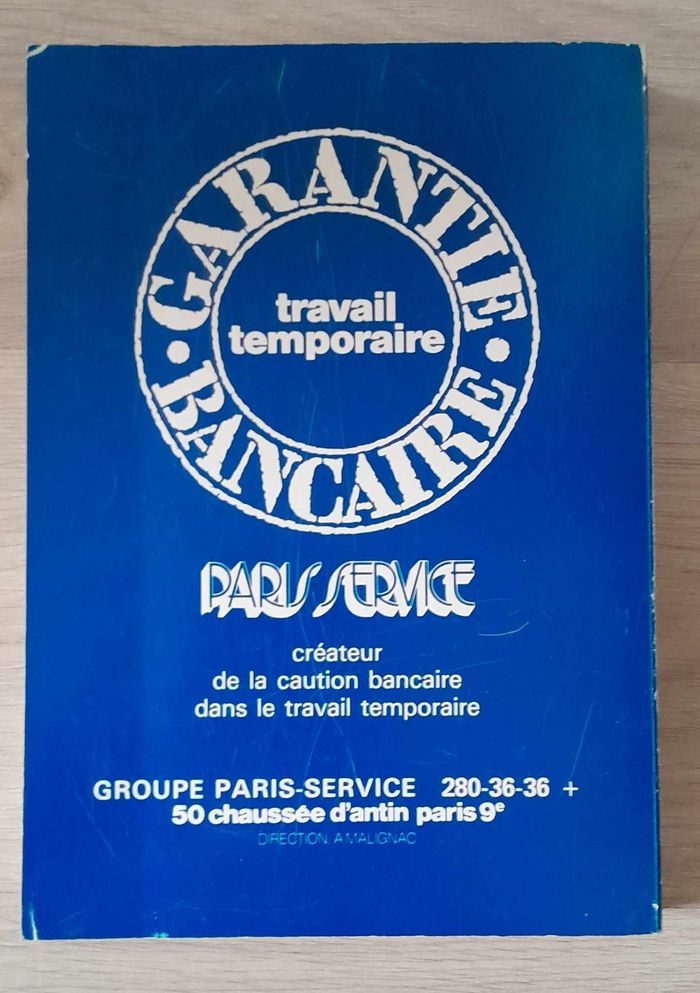 GARANTIE
travail
temporaire
BANCAIRE
PARIS SERVICE
créateur
de la caution bancaire
dans le travail temporaire
GROUPE PARIS-SERVICE 280-36-36 +
50 chaussée d'antin paris 9e
DIRECTION A MALIGNAC